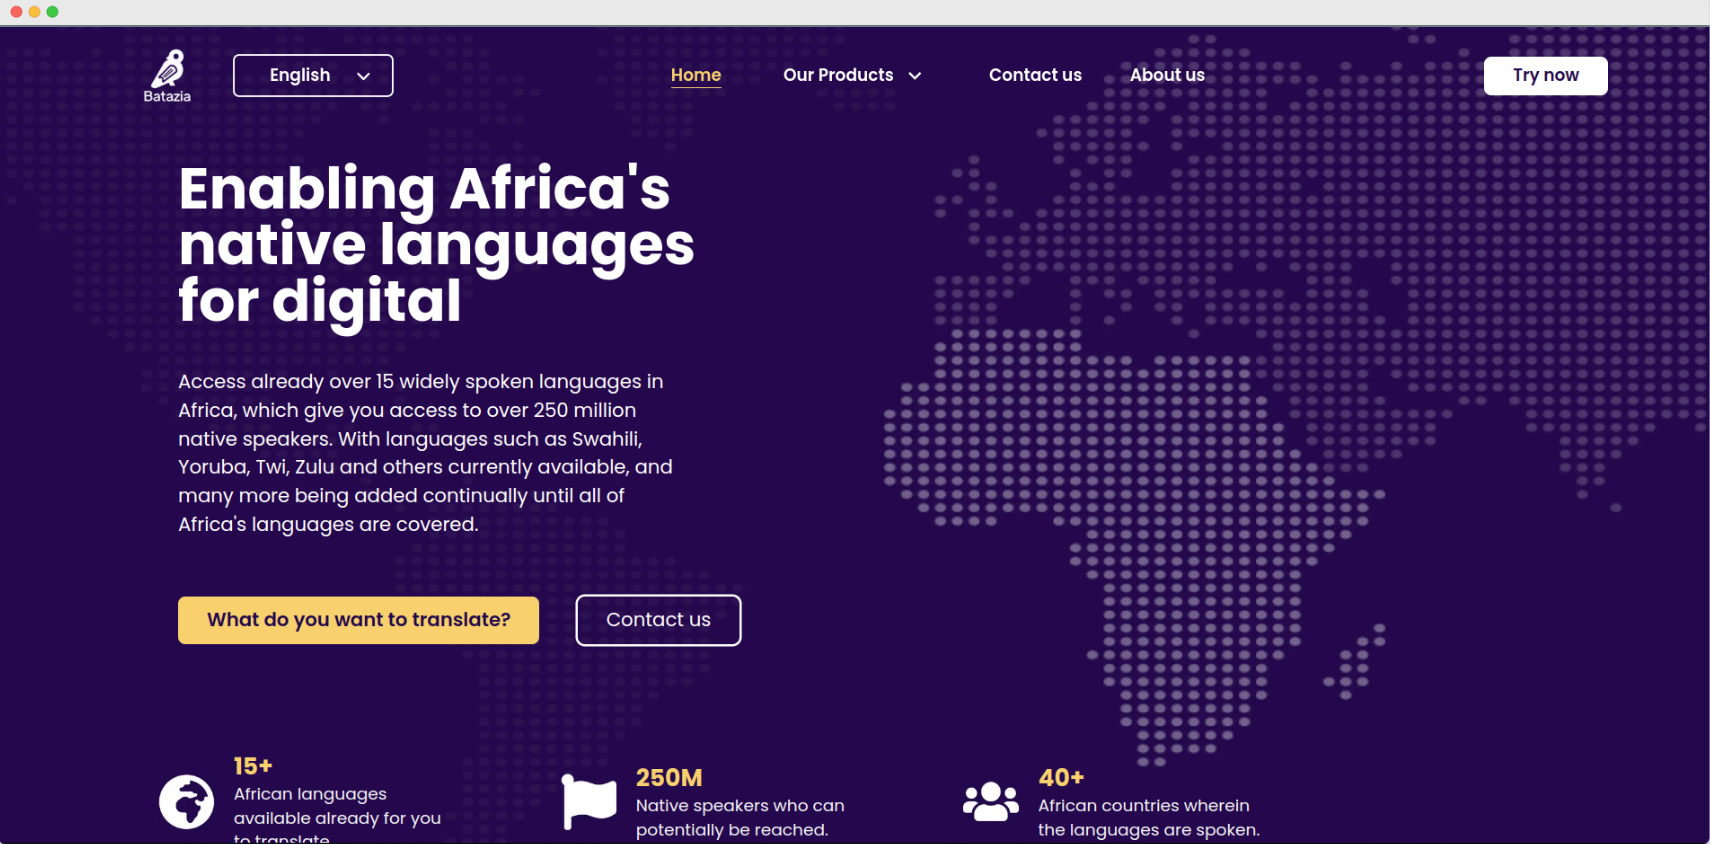 Batazia
English
Home
Our Products
Contact us
About us
Try now
Enabling Africa's
native languages
for digital
Access already over 15 widely spoken languages in
Africa, which give you access to over 250 million
native speakers. With languages such as Swahili,
Yoruba, Twi, Zulu and others currently available, and
many more being added continually until all of
Africa's languages are covered.
What do you want to translate?
Contact us
15+
African languages
available already for you
to translate
250M
Native speakers who can
potentially be reached.
40+
African countries wherein
the languages are spoken.